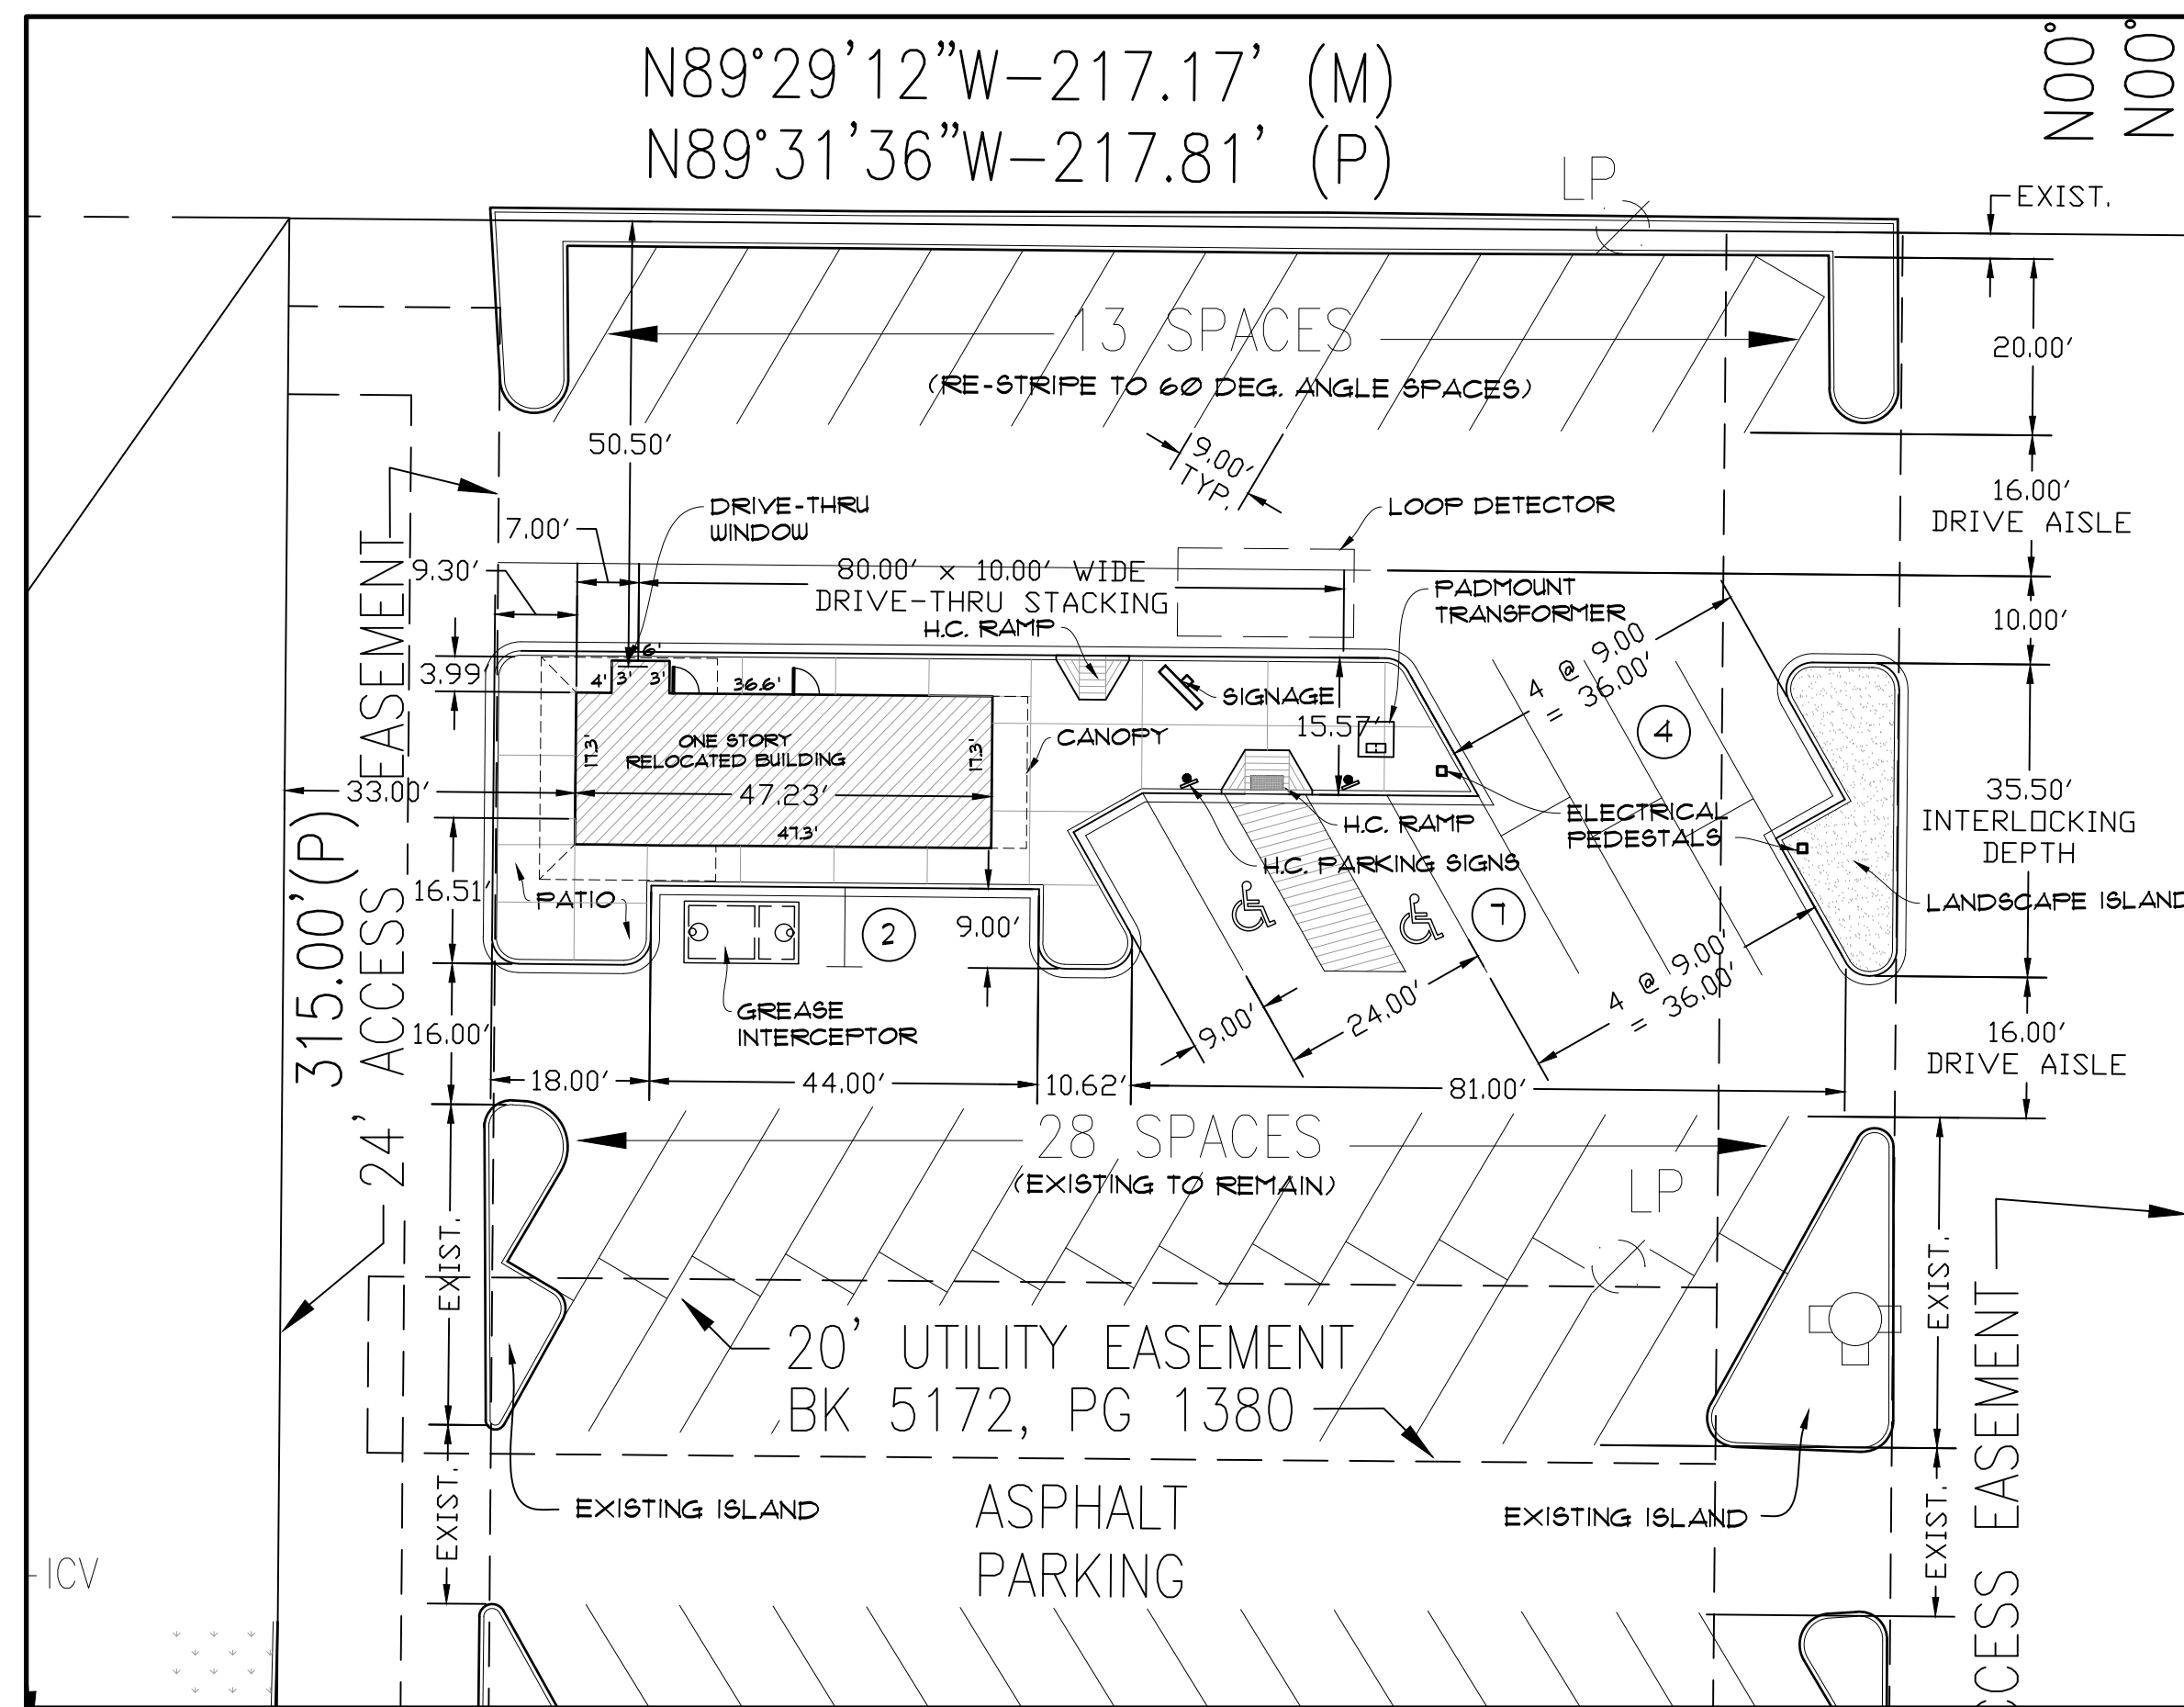 N89°29'12"W-217.17' (M)
N89°31'36"W-217.81' (P)
N00°
N00°
LP
EXIST.
13 SPACES
(RE-STRIPE TO 60 DEG. ANGLE SPACES)
20.00'
50.50'
9.00'
TYP.
16.00'
DRIVE AISLE
DRIVE-THRU
WINDOW
LOOP DETECTOR
7.00'
9.30'
80.00' x 10.00' WIDE
DRIVE-THRU STACKING
H.C. RAMP
PADMOUNT
TRANSFORMER
10.00'
3.99'
6'
4'
3'
3'
36.6'
SIGNAGE
15.57'
4 @ 9.00
= 36.00'
4
CANOPY
17.3'
ONE STORY
RELOCATED BUILDING
17.3'
33.00'
47.23'
47.3'
35.50'
INTERLOCKING
DEPTH
ELECTRICAL
PEDESTALS
H.C. RAMP
H.C. PARKING SIGNS
LANDSCAPE ISLAND
16.51'
PATIO
2
9.00'
7
GREASE
INTERCEPTOR
9.00'
24.00'
4 @ 9.00'
= 36.00'
16.00'
16.00'
DRIVE AISLE
18.00'
44.00'
10.62'
81.00'
315.00'(P)
24' ACCESS EASEMENT
28 SPACES
(EXISTING TO REMAIN)
LP
EXIST.
EXIST.
20' UTILITY EASEMENT
BK 5172, PG 1380
EXIST.
EXIST.
EXISTING ISLAND
EXISTING ISLAND
ASPHALT
PARKING
ICV
CCESS EASEMENT